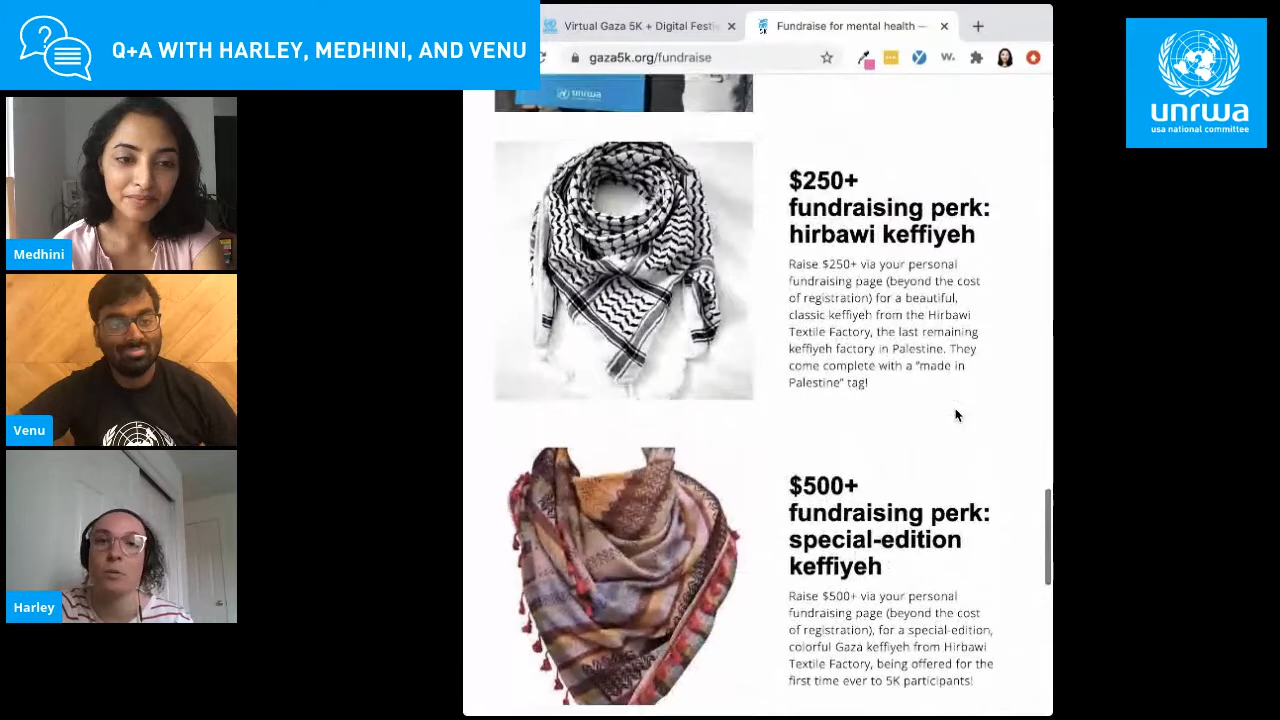 Q+A WITH HARLEY, MEDHINI, AND VENU
Virtual Gaza 5K + Digital Festi
Fundraise for mental health —
gaza5k.org/fundraise
unrwa
usa national committee
unrwa
Medhini
Venu
Harley
$250+
fundraising perk:
hirbawi keffiyeh
Raise $250+ via your personal
fundraising page (beyond the cost
of registration) for a beautiful,
classic keffiyeh from the Hirbawi
Textile Factory, the last remaining
keffiyeh factory in Palestine. They
come complete with a “made in
Palestine” tag!
$500+
fundraising perk:
special-edition
keffiyeh
Raise $500+ via your personal
fundraising page (beyond the cost
of registration), for a special-edition,
colorful Gaza keffiyeh from Hirbawi
Textile Factory, being offered for the
first time ever to 5K participants!